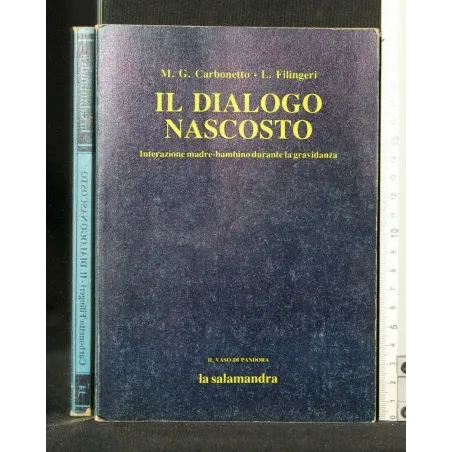 M. G. Carbonetto - L. Filingeri
IL DIALOGO
NASCOSTO
Interazione madre-bambino durante la gravidanza
IL VASO DI PANDORA
la salamandra